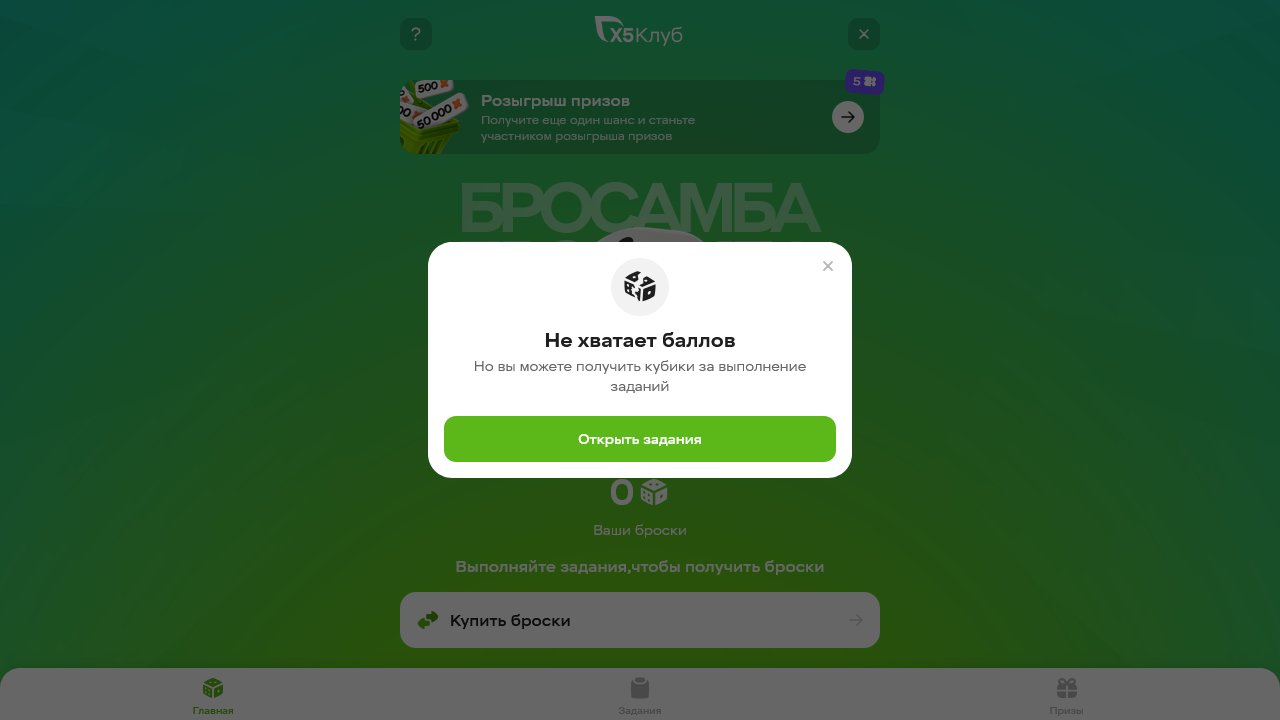 ?
X5Клуб
5
500
50 000
Розыгрыш призов
Получите еще один шанс и станьте
участником розыгрыша призов
БРОСАМБА
Не хватает баллов
Но вы можете получить кубики за выполнение
заданий
Открыть задания
0
Ваши броски
Выполняйте задания,чтобы получить броски
Купить броски
Главная
Задания
Призы